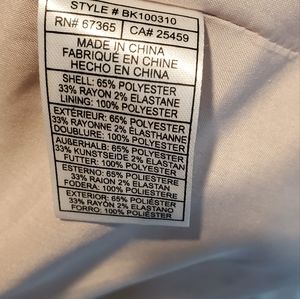 STYLE # BK100310
RN# 67365 CA# 25459
MADE IN CHINA
FABRIQUÉ EN CHINE
HECHO EN CHINA
SHELL: 65% POLYESTER
33% RAYON 2% ELASTANE
LINING: 100% POLYESTER
EXTÉRIEUR: 65% POLYESTER
33% RAYONNE 2% ÉLASTHANNE
DOUBLURE: 100% POLYESTER
AUßERHALB: 65% POLYESTER
33% KUNSTSEIDE 2% ELASTAN
FUTTER: 100% POLYESTER
ESTERNO: 65% POLIESTERE
33% RAION 2% ELASTAN
FODERA: 100% POLIESTERE
EXTERIOR: 65% POLIÉSTER
33% RAYÓN 2% ELASTANO
FORRO: 100% POLIÉSTER